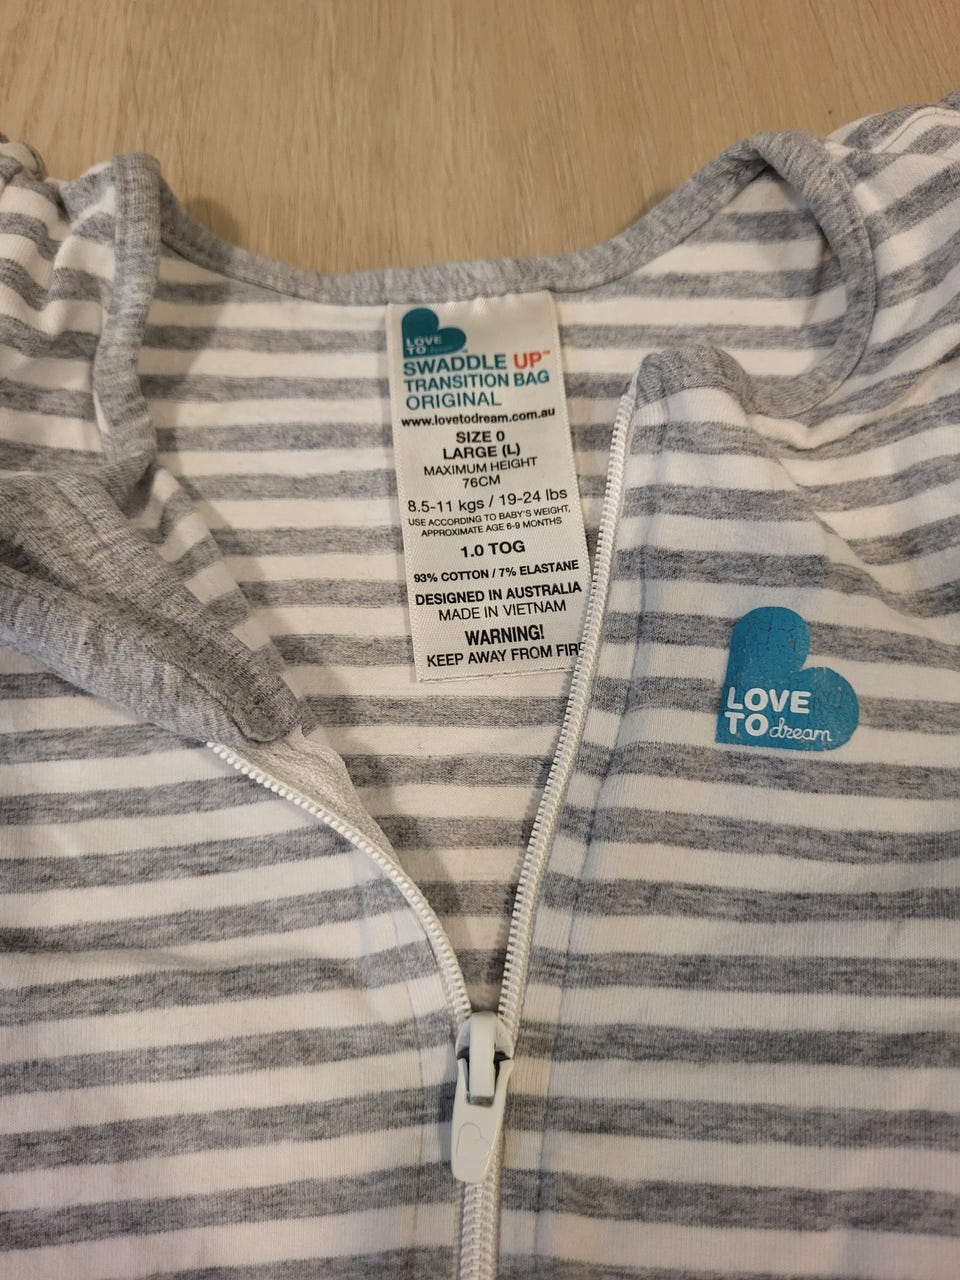 LOVE
TO dream
SWADDLE UP™
TRANSITION BAG
ORIGINAL
www.lovetodream.com.au
SIZE 0
LARGE (L)
MAXIMUM HEIGHT
76CM
8.5-11 kgs / 19-24 lbs
USE ACCORDING TO BABY'S WEIGHT,
APPROXIMATE AGE 6-9 MONTHS
1.0 TOG
93% COTTON / 7% ELASTANE
DESIGNED IN AUSTRALIA
MADE IN VIETNAM
WARNING!
KEEP AWAY FROM FIRE
LOVE
TO dream